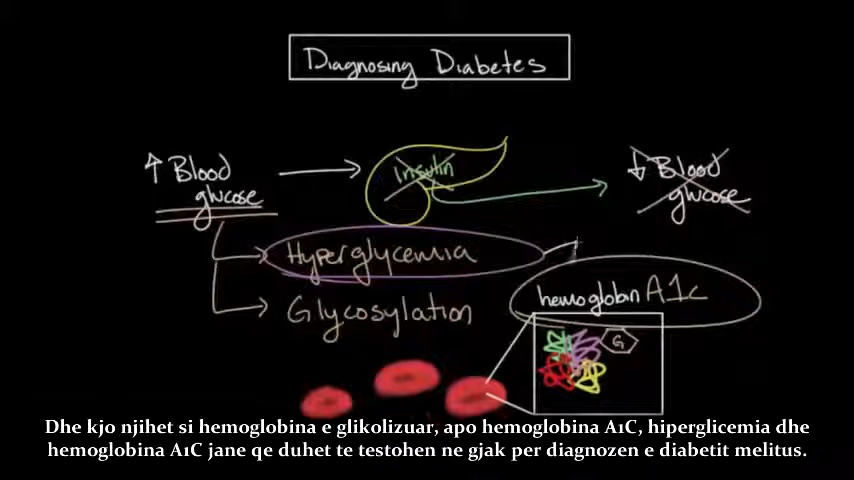 Diagnosing Diabetes
↑ Blood glucose
insulin
↓ Blood glucose
Hyperglycemia
Glycosylation
hemoglobin A1c
G
Dhe kjo njihet si hemoglobina e glikolizuar, apo hemoglobina A1C, hiperglicemia dhe
hemoglobina A1C jane qe duhet te testohen ne gjak per diagnozen e diabetit melitus.